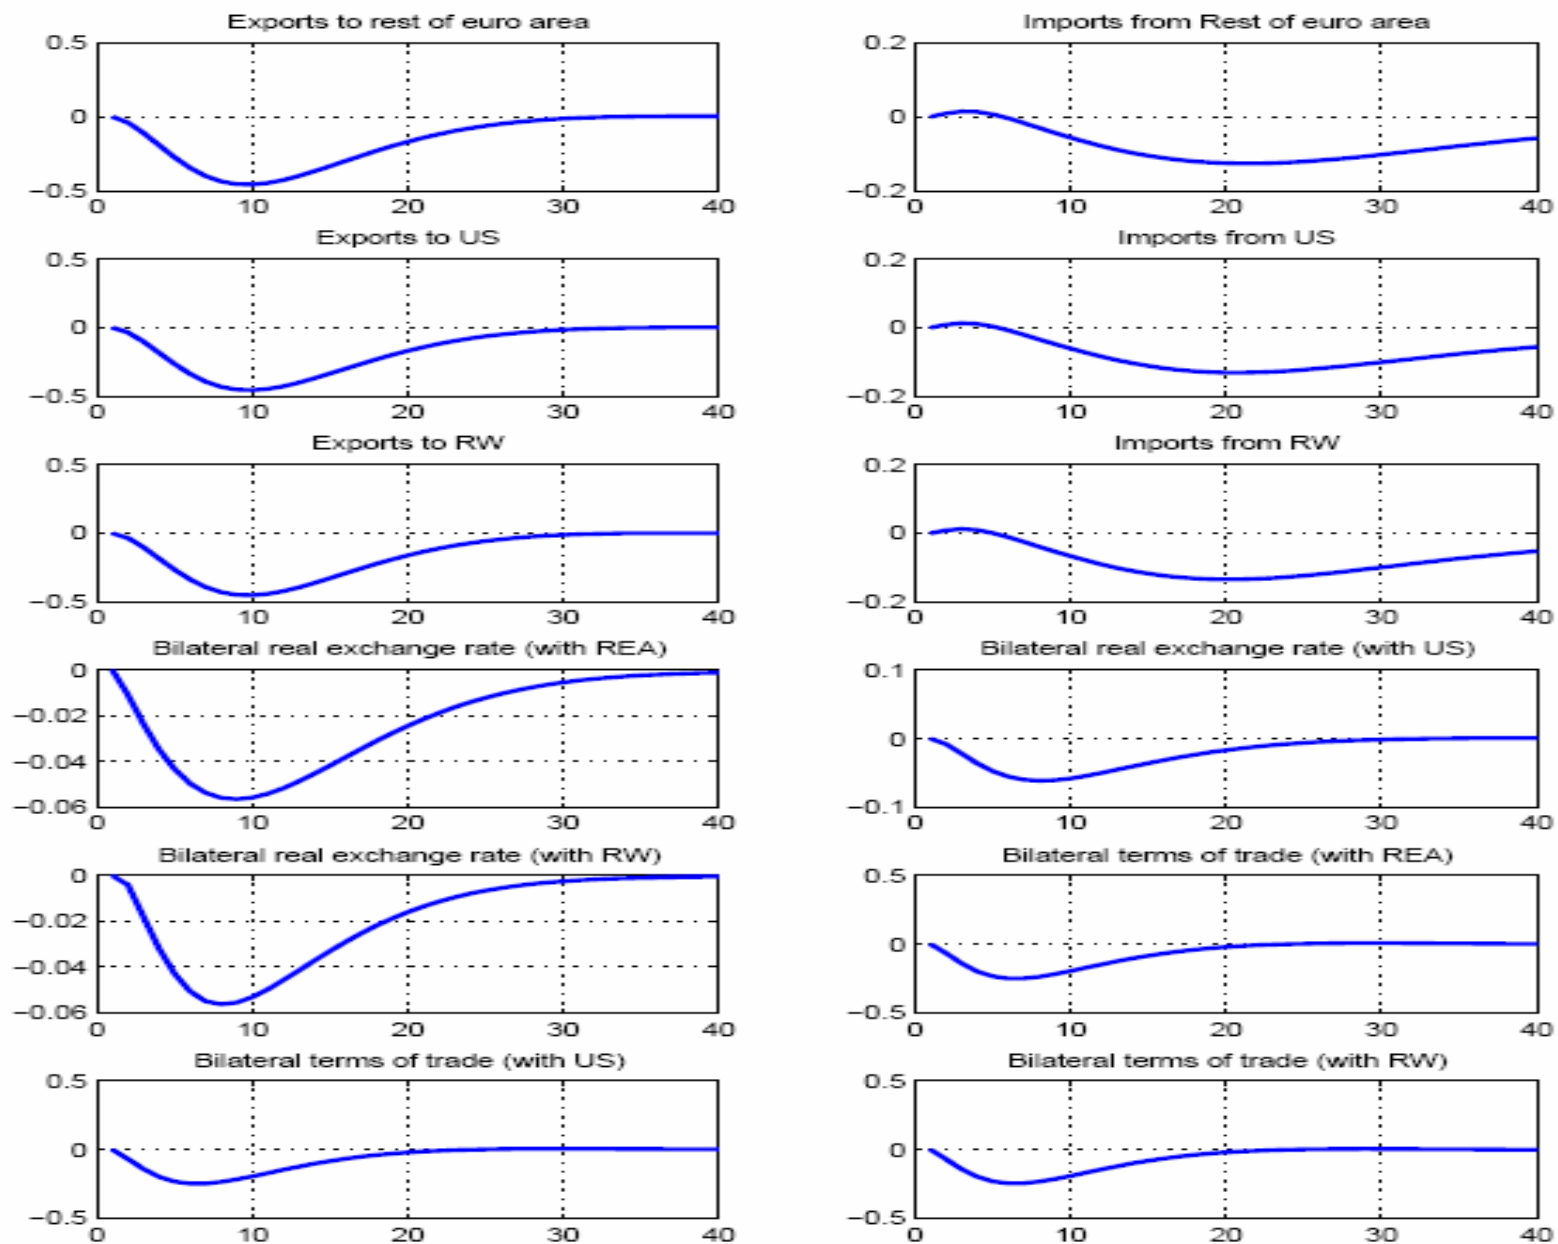 Exports to rest of euro area
0.5
0
−0.5
0 10 20 30 40
Imports from Rest of euro area
0.2
0
−0.2
0 10 20 30 40
Exports to US
0.5
0
−0.5
0 10 20 30 40
Imports from US
0.2
0
−0.2
0 10 20 30 40
Exports to RW
0.5
0
−0.5
0 10 20 30 40
Imports from RW
0.2
0
−0.2
0 10 20 30 40
Bilateral real exchange rate (with REA)
0
−0.02
−0.04
−0.06
0 10 20 30 40
Bilateral real exchange rate (with US)
0.1
0
−0.1
0 10 20 30 40
Bilateral real exchange rate (with RW)
0
−0.02
−0.04
−0.06
0 10 20 30 40
Bilateral terms of trade (with REA)
0.5
0
−0.5
0 10 20 30 40
Bilateral terms of trade (with US)
0.5
0
−0.5
0 10 20 30 40
Bilateral terms of trade (with RW)
0.5
0
−0.5
0 10 20 30 40